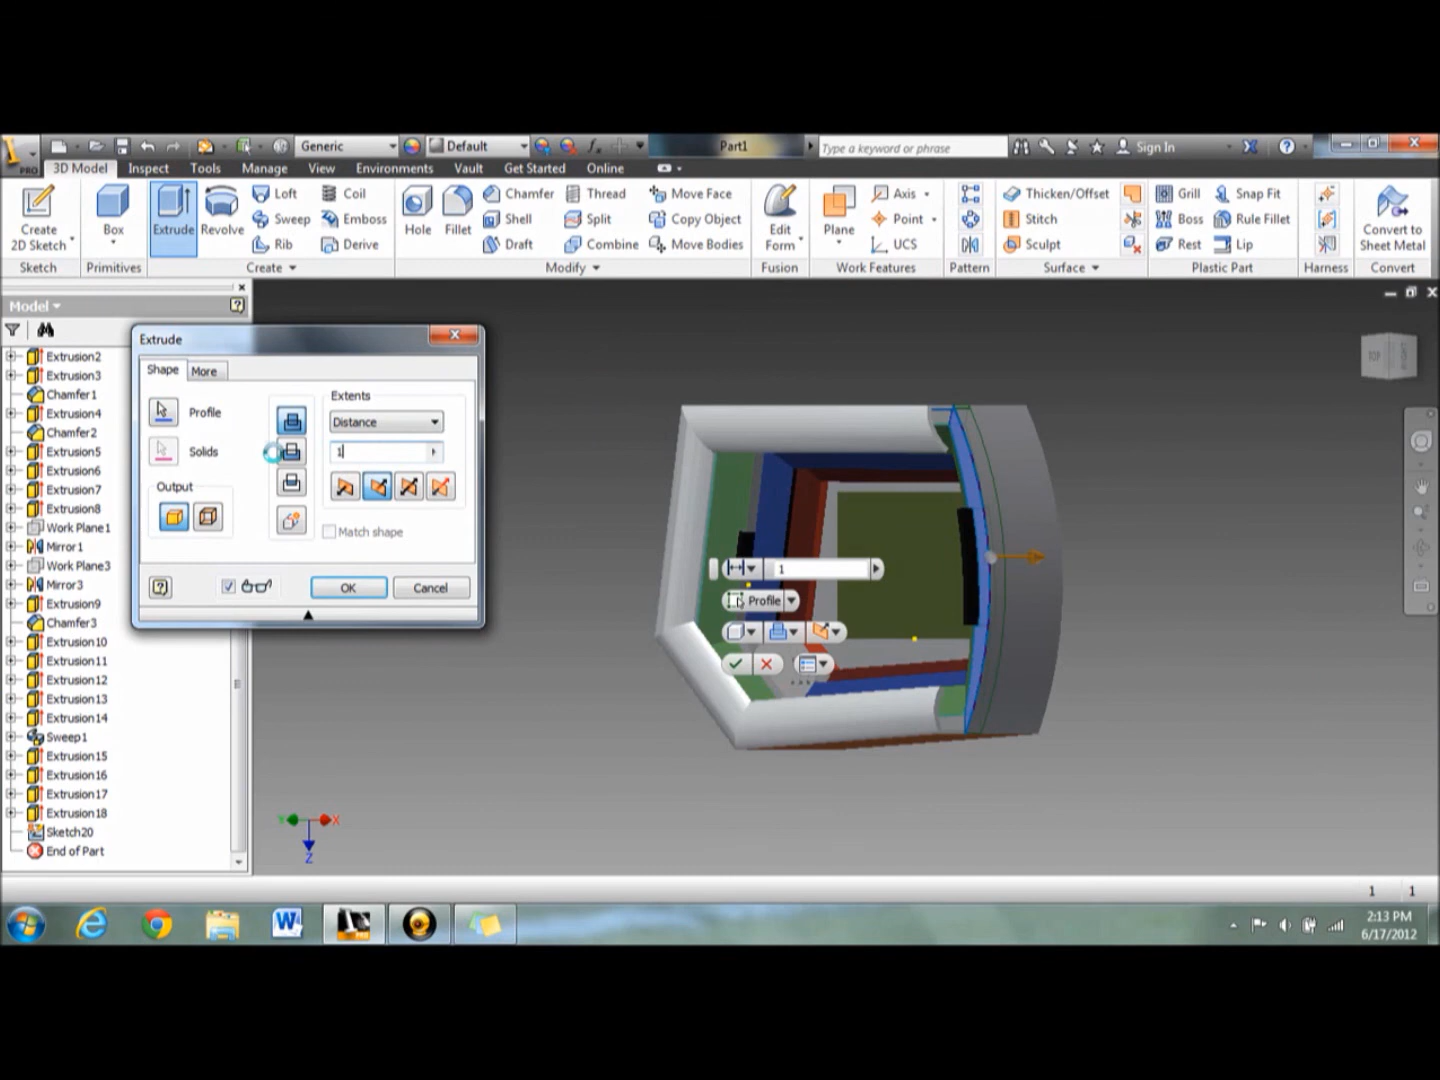 Generic
Default
Part1
Type a keyword or phrase
Sign In
PRO
3D Model Inspect Tools Manage View Environments Vault Get Started Online
Create
2D Sketch
Box
Extrude
Revolve
Loft
Sweep
Rib
Coil
Emboss
Derive
Hole
Fillet
Chamfer
Shell
Draft
Thread
Split
Combine
Move Face
Copy Object
Move Bodies
Edit
Form
Plane
Axis
Point
UCS
Thicken/Offset
Stitch
Sculpt
Grill
Boss
Rest
Snap Fit
Rule Fillet
Lip
Convert to
Sheet Metal
Sketch Primitives Create Modify Fusion Work Features Pattern Surface Plastic Part Harness Convert
Model
Extrusion2
Extrusion3
Chamfer1
Extrusion4
Chamfer2
Extrusion5
Extrusion6
Extrusion7
Extrusion8
Work Plane1
Mirror1
Work Plane3
Mirror3
Extrusion9
Chamfer3
Extrusion10
Extrusion11
Extrusion12
Extrusion13
Extrusion14
Sweep1
Extrusion15
Extrusion16
Extrusion17
Extrusion18
Sketch20
End of Part
Extrude
Shape More
Profile
Solids
Output
Extents
Distance
1
Match shape
OK Cancel
1
Profile
TOP
RIGHT
Y X
Z
1 1
PRO
2:13 PM
6/17/2012